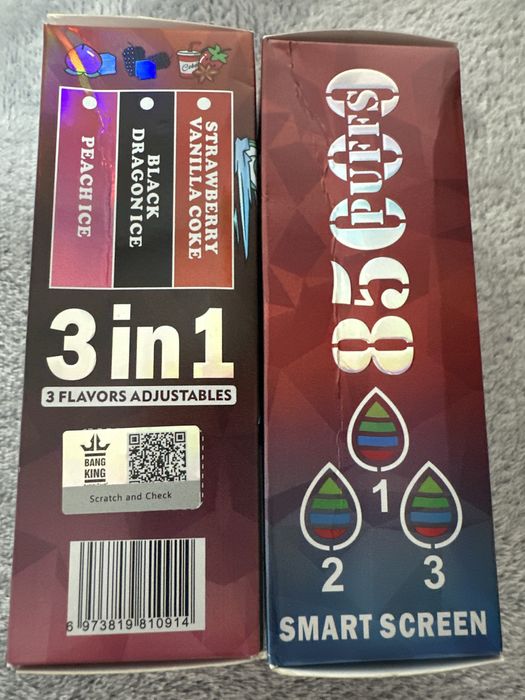 PEACH ICE
BLACK
DRAGON ICE
STRAWBERRY
VANILLA COKE
3 in 1
3 FLAVORS ADJUSTABLES
BANG
KING
Scratch and Check
6 973819 810914
8500
PUFFS
1
2
3
SMART SCREEN